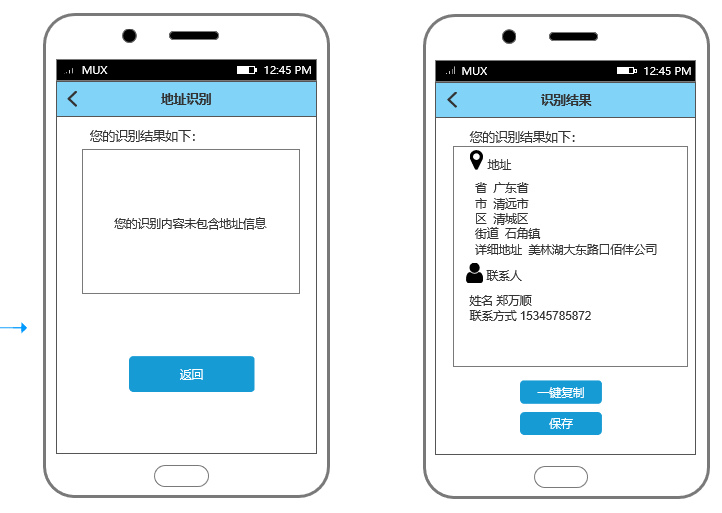 MUX 12:45 PM
地址识别
您的识别结果如下:
您的识别内容未包含地址信息
返回
MUX 12:45 PM
识别结果
您的识别结果如下:
地址
省 广东省
市 清远市
区 清城区
街道 石角镇
详细地址 美林湖大东路口佰侔公司
联系人
姓名 郑万顺
联系方式 15345785872
一键复制
保存